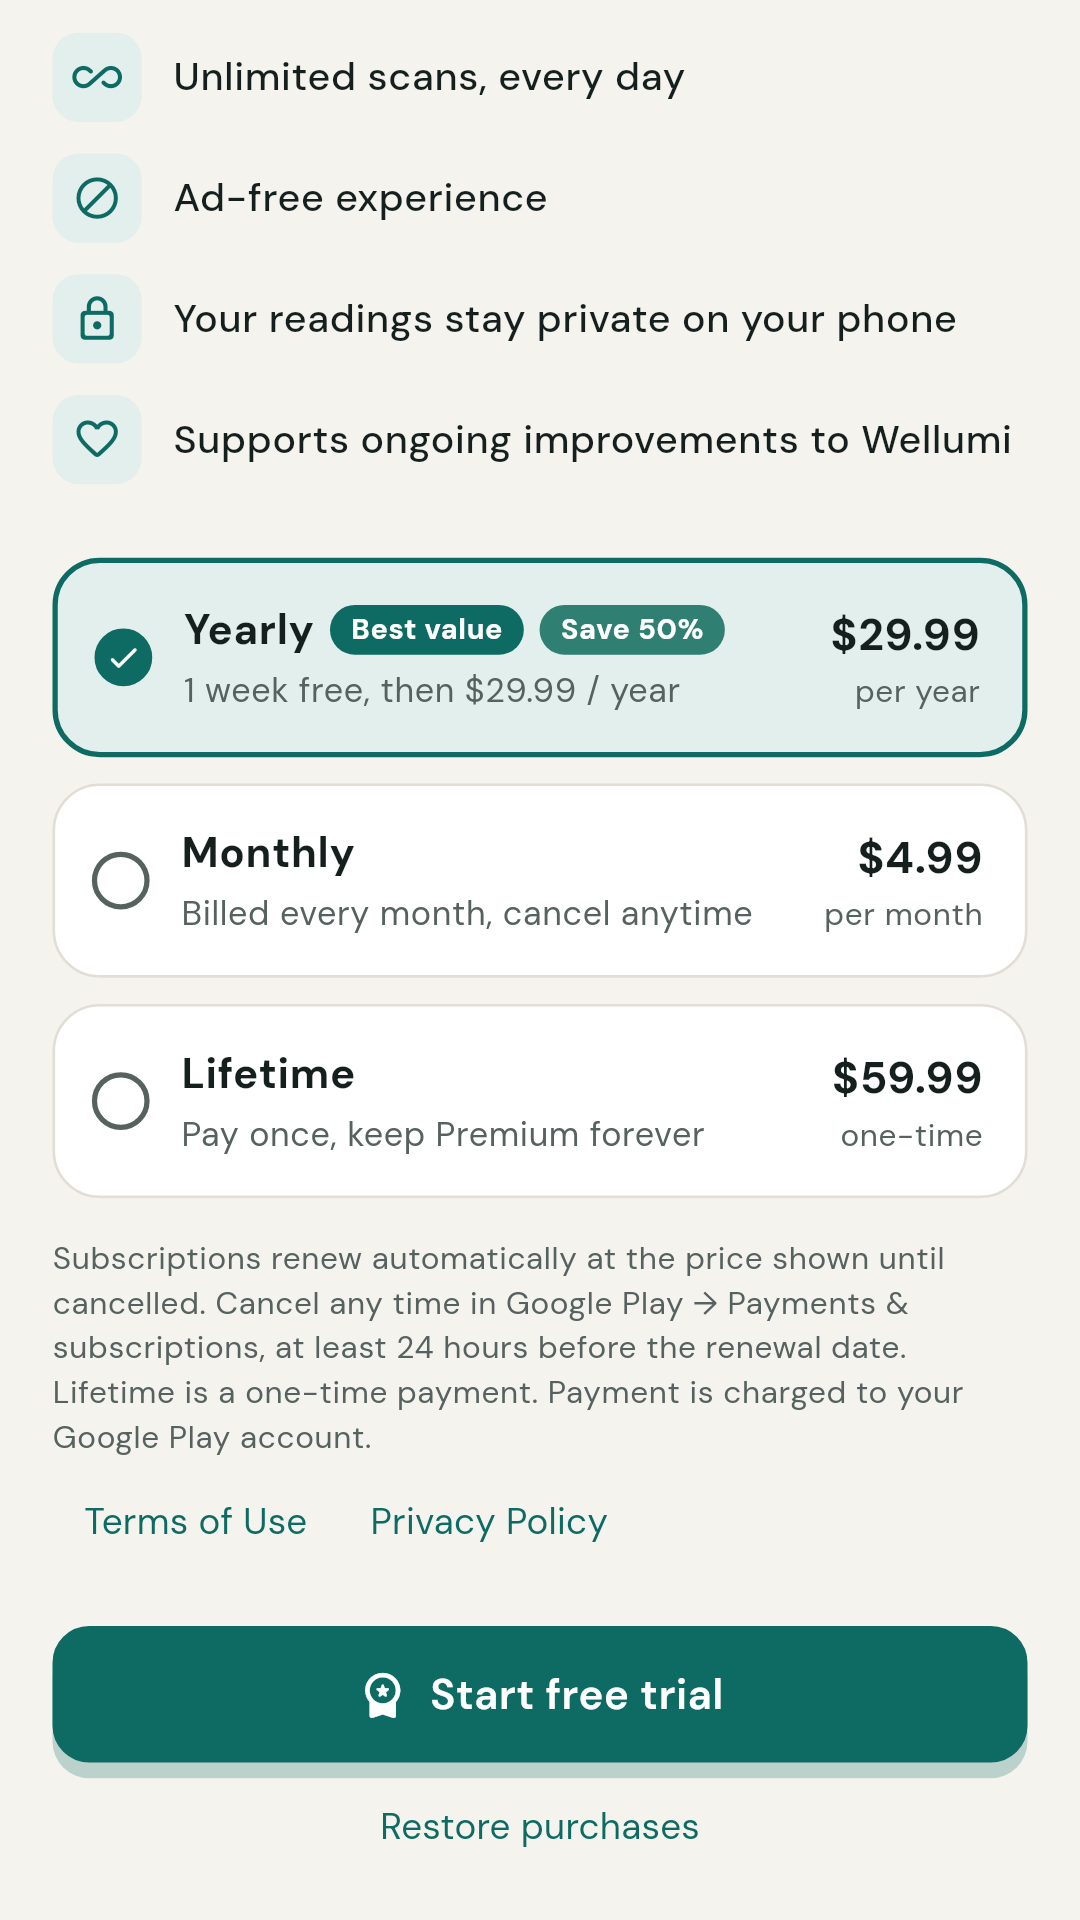 Unlimited scans, every day
Ad-free experience
Your readings stay private on your phone
Supports ongoing improvements to Wellumi
Yearly Best value Save 50% $29.99
1 week free, then $29.99 / year per year
Monthly $4.99
Billed every month, cancel anytime per month
Lifetime $59.99
Pay once, keep Premium forever one-time
Subscriptions renew automatically at the price shown until
cancelled. Cancel any time in Google Play → Payments &
subscriptions, at least 24 hours before the renewal date.
Lifetime is a one-time payment. Payment is charged to your
Google Play account.
Terms of Use Privacy Policy
Start free trial
Restore purchases